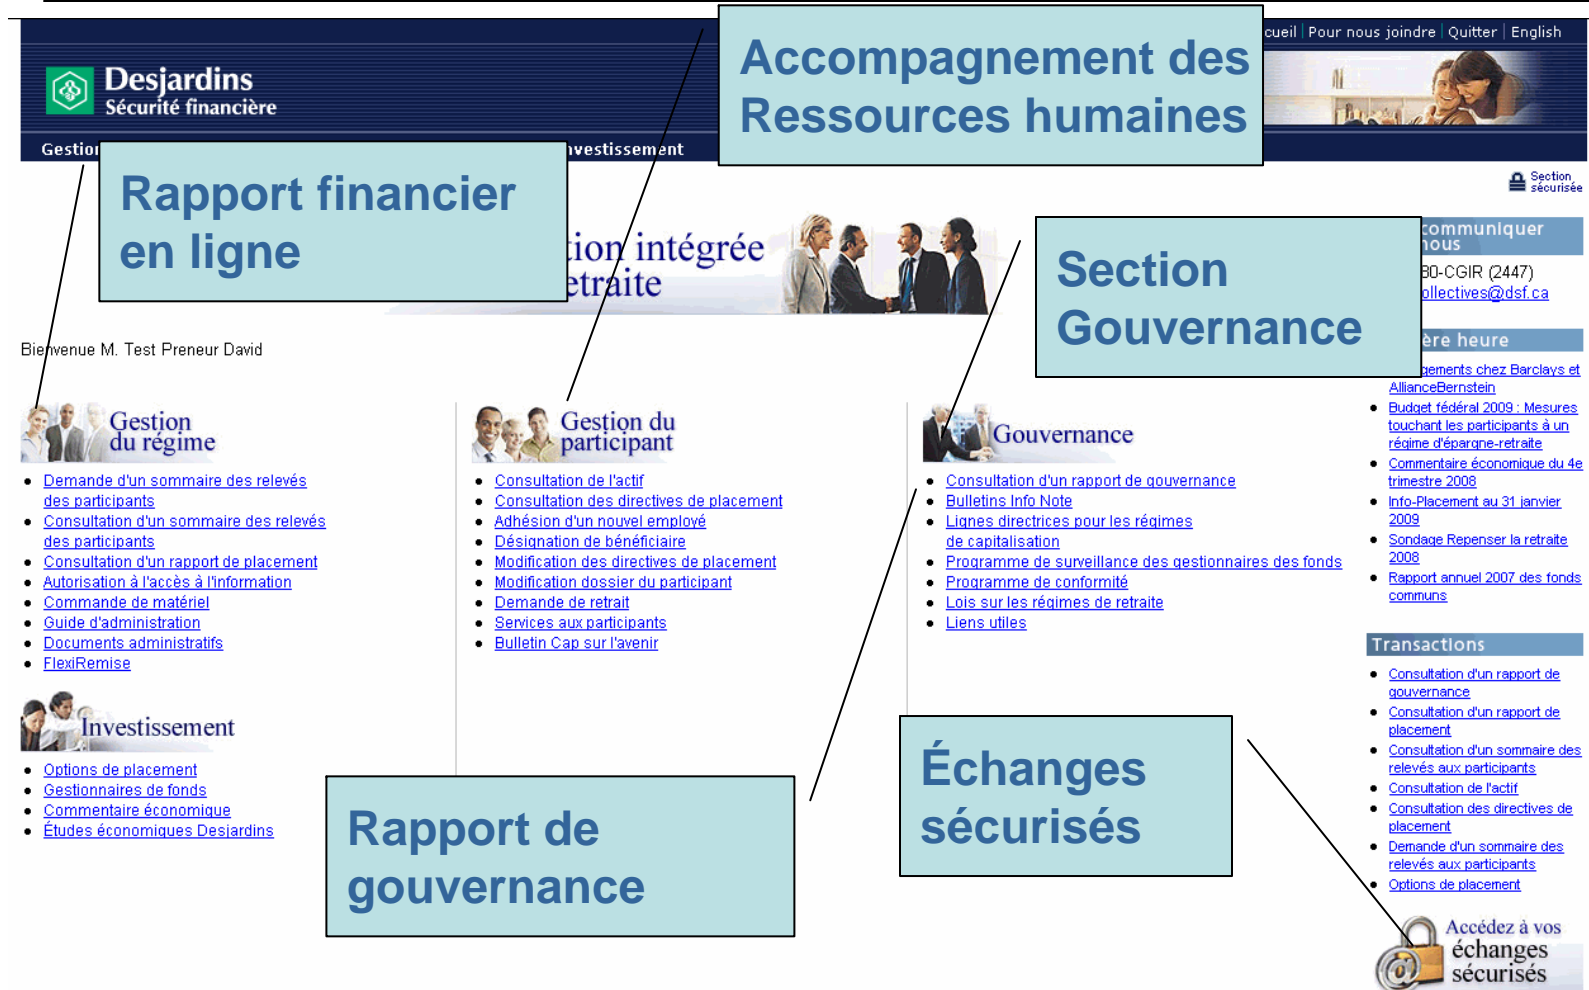 cueil | Pour nous joindre | Quitter | English
Desjardins
Sécurité financière
Accompagnement des
Ressources humaines
Gestion
nvestissement
Section
sécurisée
Rapport financier
en ligne
tion intégrée
etraite
Section
Gouvernance
communiquer
nous
80-CGIR (2447)
ollectives@dsf.ca
Bienvenue M. Test Preneur David
Gestion
du régime
Demande d'un sommaire des relevés
des participants
Consultation d'un sommaire des relevés
des participants
Consultation d'un rapport de placement
Autorisation à l'accès à l'information
Commande de matériel
Guide d'administration
Documents administratifs
FlexiRemise
Investissement
Options de placement
Gestionnaires de fonds
Commentaire économique
Études économiques Desjardins
Gestion du
participant
Consultation de l'actif
Consultation des directives de placement
Adhésion d'un nouvel employé
Désignation de bénéficiaire
Modification des directives de placement
Modification dossier du participant
Demande de retrait
Services aux participants
Bulletin Cap sur l'avenir
Rapport de
gouvernance
Gouvernance
Consultation d'un rapport de gouvernance
Bulletins Info Note
Lignes directrices pour les régimes
de capitalisation
Programme de surveillance des gestionnaires des fonds
Programme de conformité
Lois sur les régimes de retraite
Liens utiles
Échanges
sécurisés
ère heure
gements chez Barclays et
AllianceBernstein
Budget fédéral 2009 : Mesures
touchant les participants à un
régime d'épargne-retraite
Commentaire économique du 4e
trimestre 2008
Info-Placement au 31 janvier
2009
Sondage Repenser la retraite
2008
Rapport annuel 2007 des fonds
communs
Transactions
Consultation d'un rapport de
gouvernance
Consultation d'un rapport de
placement
Consultation d'un sommaire des
relevés aux participants
Consultation de l'actif
Consultation des directives de
placement
Demande d'un sommaire des
relevés aux participants
Options de placement
Accédez à vos
échanges
sécurisés